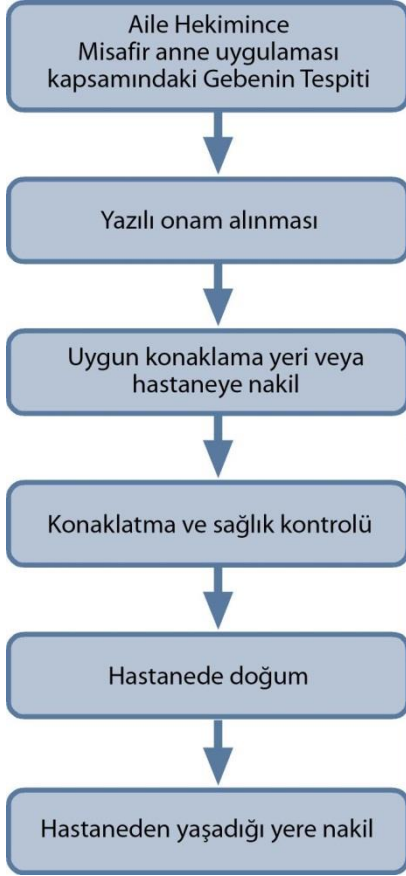 Aile Hekimince
Misafir anne uygulaması
kapsamındaki Gebenin Tespiti
Yazılı onam alınması
Uygun konaklama yeri veya
hastaneye nakil
Konaklatma ve sağlık kontrolü
Hastanede doğum
Hastaneden yaşadığı yere nakil